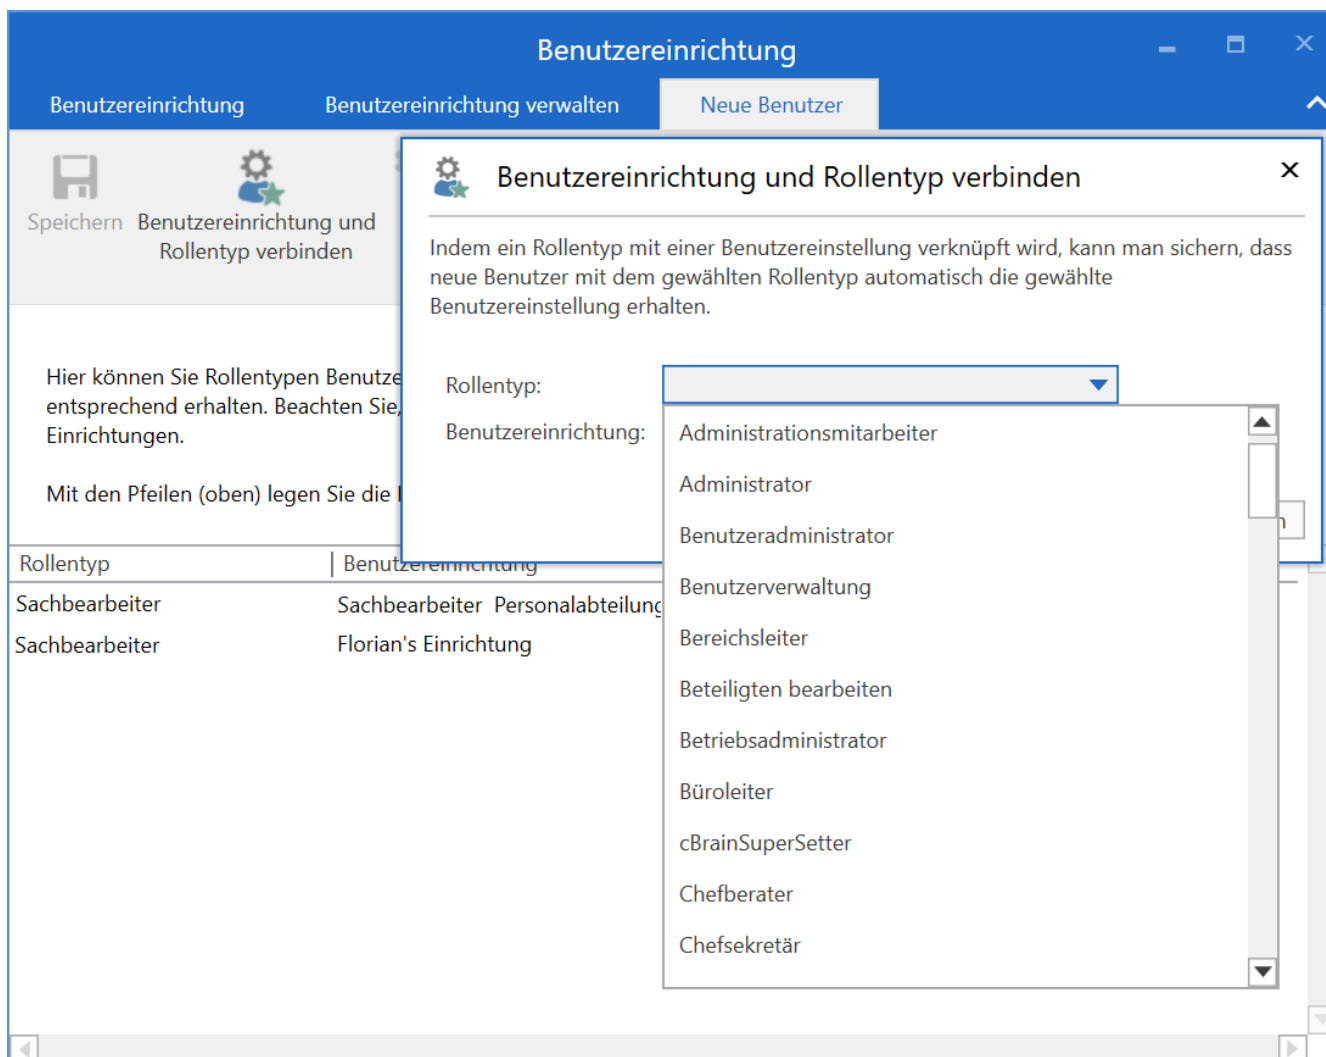 Benutzereinrichtung
Benutzereinrichtung
Benutzereinrichtung verwalten
Neue Benutzer
Speichern
Benutzereinrichtung und
Rollentyp verbinden
Benutzereinrichtung und Rollentyp verbinden
Indem ein Rollentyp mit einer Benutzereinstellung verknüpft wird, kann man sichern, dass
neue Benutzer mit dem gewählten Rollentyp automatisch die gewählte
Benutzereinstellung erhalten.
Rollentyp:
Benutzereinrichtung:
Administrationsmitarbeiter
Administrator
Benutzeradministrator
Benutzerverwaltung
Bereichsleiter
Beteiligten bearbeiten
Betriebsadministrator
Büroleiter
cBrainSuperSetter
Chefberater
Chefsekretär
Hier können Sie Rollentypen
entsprechend erhalten. Beachten Sie,
Einrichtungen.
Mit den Pfeilen (oben) legen Sie die
Rollentyp
Benutzereinrichtung
Sachbearbeiter
Sachbearbeiter Personalabteilung
Sachbearbeiter
Florian's Einrichtung